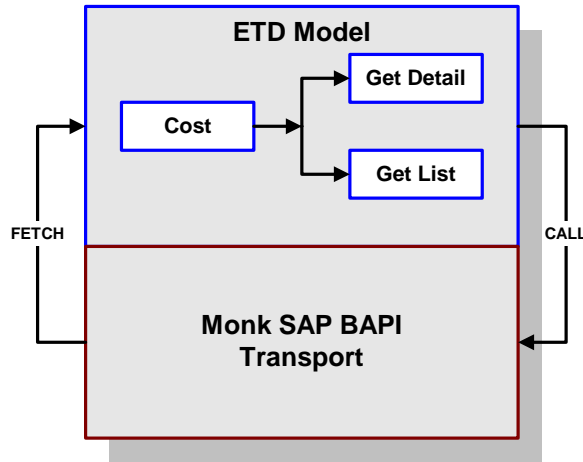 ETD Model
Get Detail
Cost
Get List
FETCH
CALL
Monk SAP BAPI
Transport